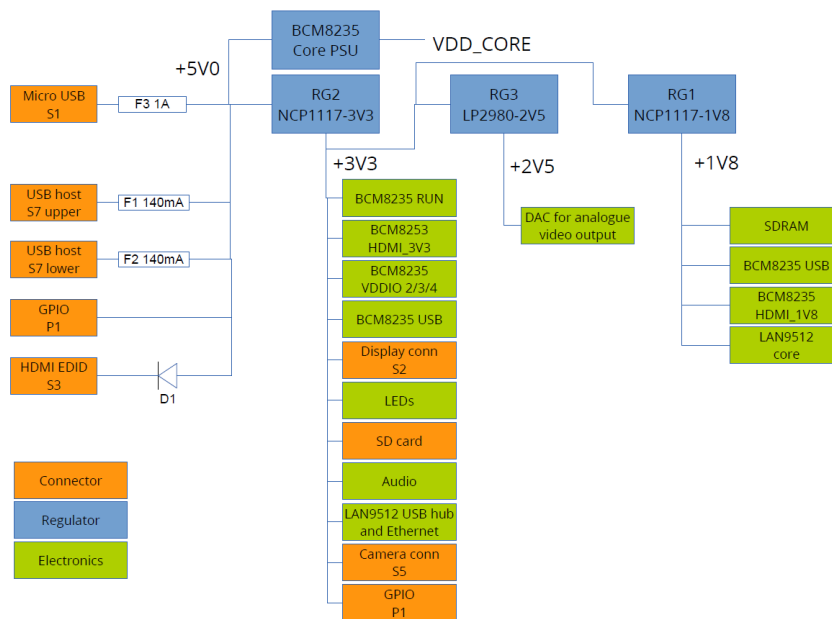 BCM8235
Core PSU
VDD_CORE
+5V0
Micro USB
S1
F3 1A
RG2
NCP1117-3V3
RG3
LP2980-2V5
RG1
NCP1117-1V8
+3V3
+2V5
+1V8
USB host
S7 upper
F1 140mA
USB host
S7 lower
F2 140mA
GPIO
P1
HDMI EDID
S3
D1
BCM8235 RUN
BCM8253
HDMI_3V3
BCM8235
VDDIO 2/3/4
BCM8235 USB
Display conn
S2
LEDs
SD card
Audio
LAN9512 USB hub
and Ethernet
Camera conn
S5
GPIO
P1
DAC for analogue
video output
SDRAM
BCM8235 USB
BCM8235
HDMI_1V8
LAN9512
core
Connector
Regulator
Electronics